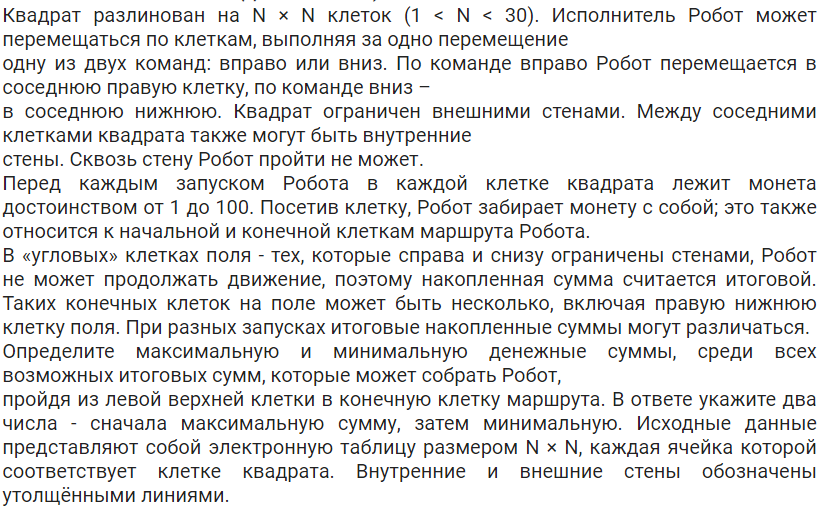 Квадрат разлинован на N × N клеток (1 < N < 30). Исполнитель Робот может
перемещаться по клеткам, выполняя за одно перемещение
одну из двух команд: вправо или вниз. По команде вправо Робот перемещается в
соседнюю правую клетку, по команде вниз –
в соседнюю нижнюю. Квадрат ограничен внешними стенами. Между соседними
клетками квадрата также могут быть внутренние
стены. Сквозь стену Робот пройти не может.
Перед каждым запуском Робота в каждой клетке квадрата лежит монета
достоинством от 1 до 100. Посетив клетку, Робот забирает монету с собой; это также
относится к начальной и конечной клеткам маршрута Робота.
В «угловых» клетках поля - тех, которые справа и снизу ограничены стенами, Робот
не может продолжать движение, поэтому накопленная сумма считается итоговой.
Таких конечных клеток на поле может быть несколько, включая правую нижнюю
клетку поля. При разных запусках итоговые накопленные суммы могут различаться.
Определите максимальную и минимальную денежные суммы, среди всех
возможных итоговых сумм, которые может собрать Робот,
пройдя из левой верхней клетки в конечную клетку маршрута. В ответе укажите два
числа - сначала максимальную сумму, затем минимальную. Исходные данные
представляют собой электронную таблицу размером N × N, каждая ячейка которой
соответствует клетке квадрата. Внутренние и внешние стены обозначены
утолщёнными линиями.